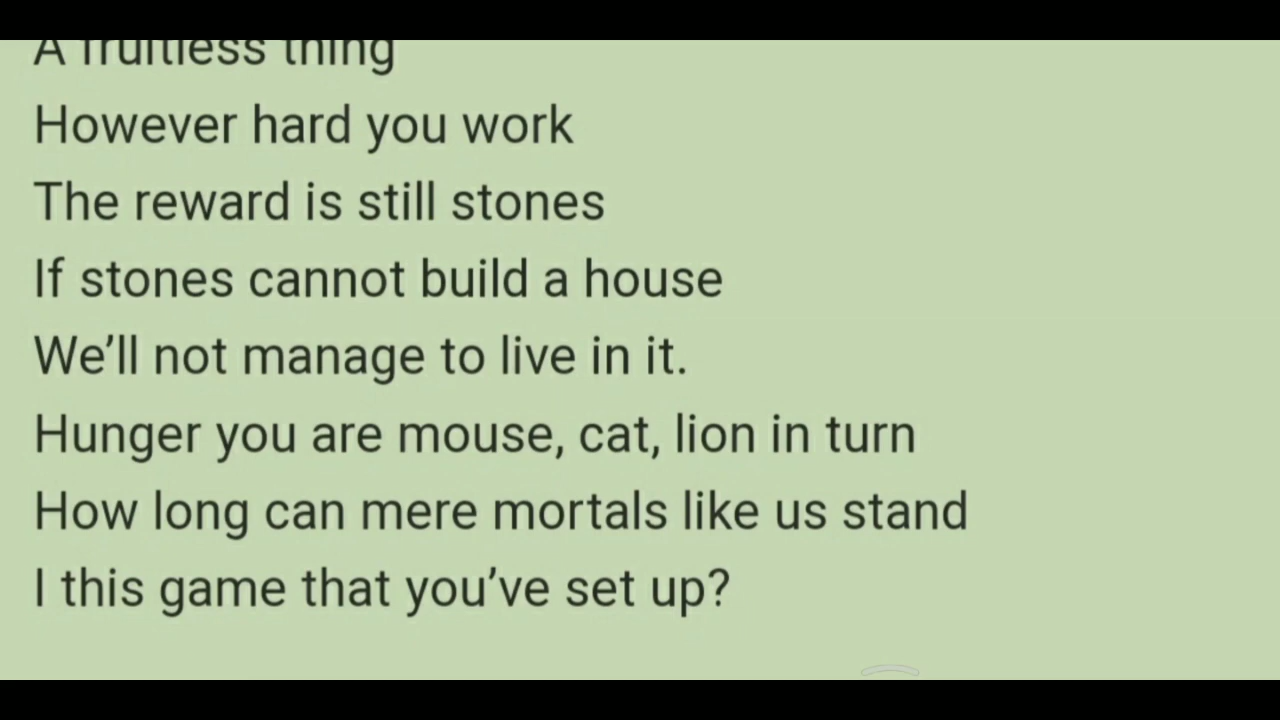 A fruitless thing
However hard you work
The reward is still stones
If stones cannot build a house
We’ll not manage to live in it.
Hunger you are mouse, cat, lion in turn
How long can mere mortals like us stand
I this game that you’ve set up?